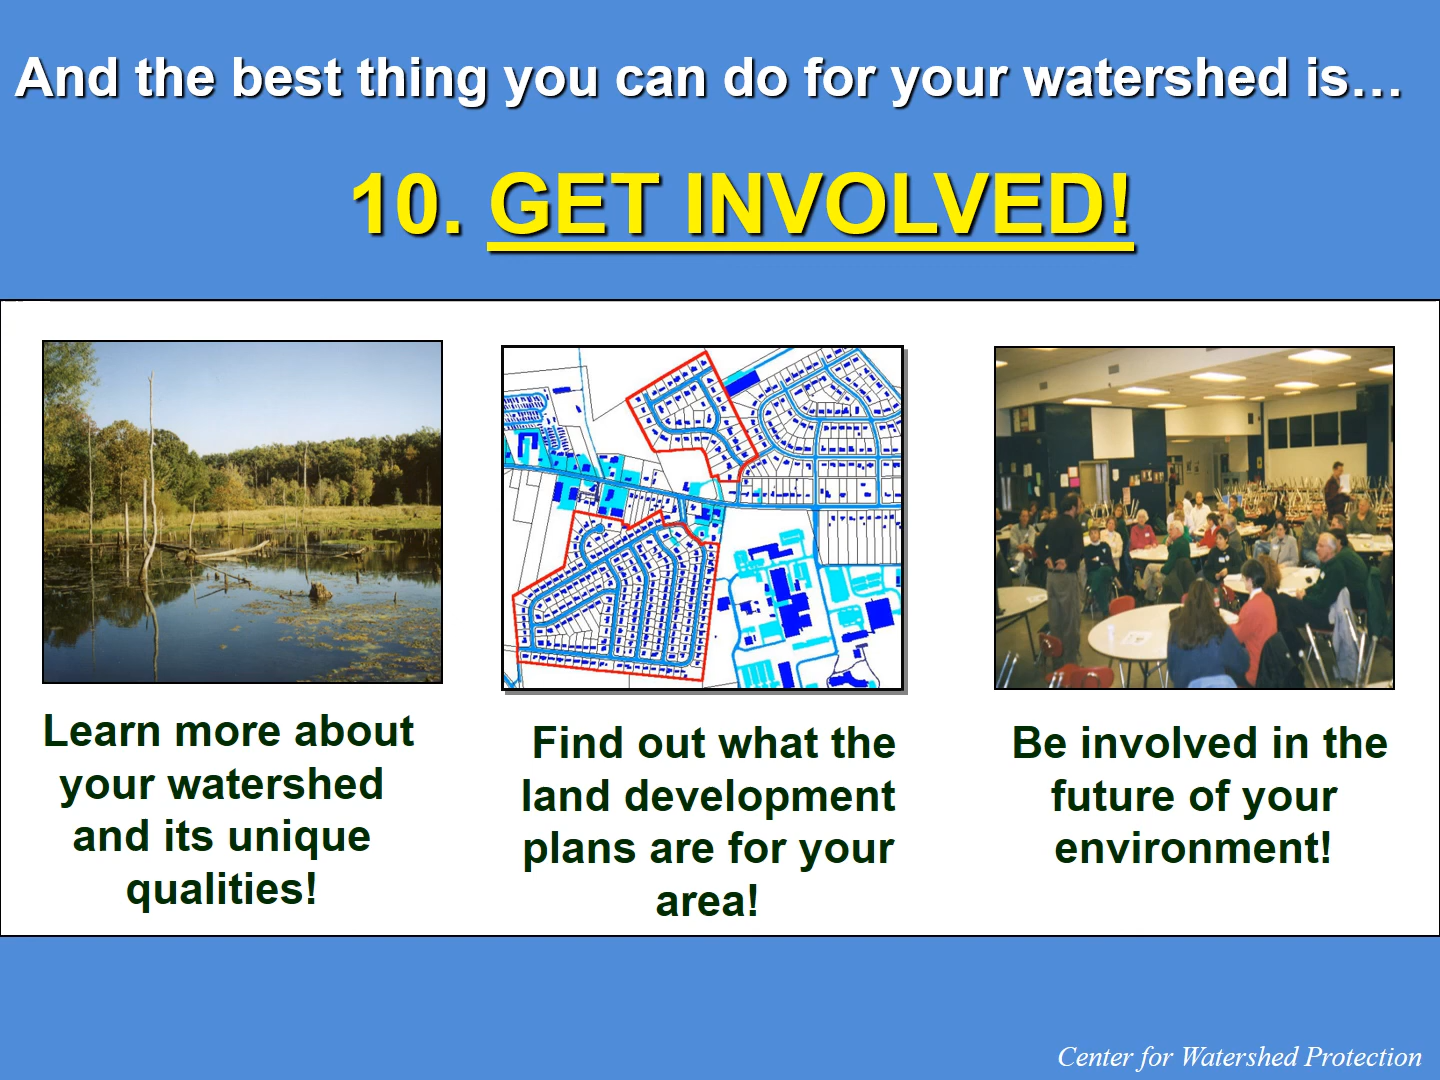 And the best thing you can do for your watershed is…
10. GET INVOLVED!
Learn more about
your watershed
and its unique
qualities!
Find out what the
land development
plans are for your
area!
Be involved in the
future of your
environment!
Center for Watershed Protection